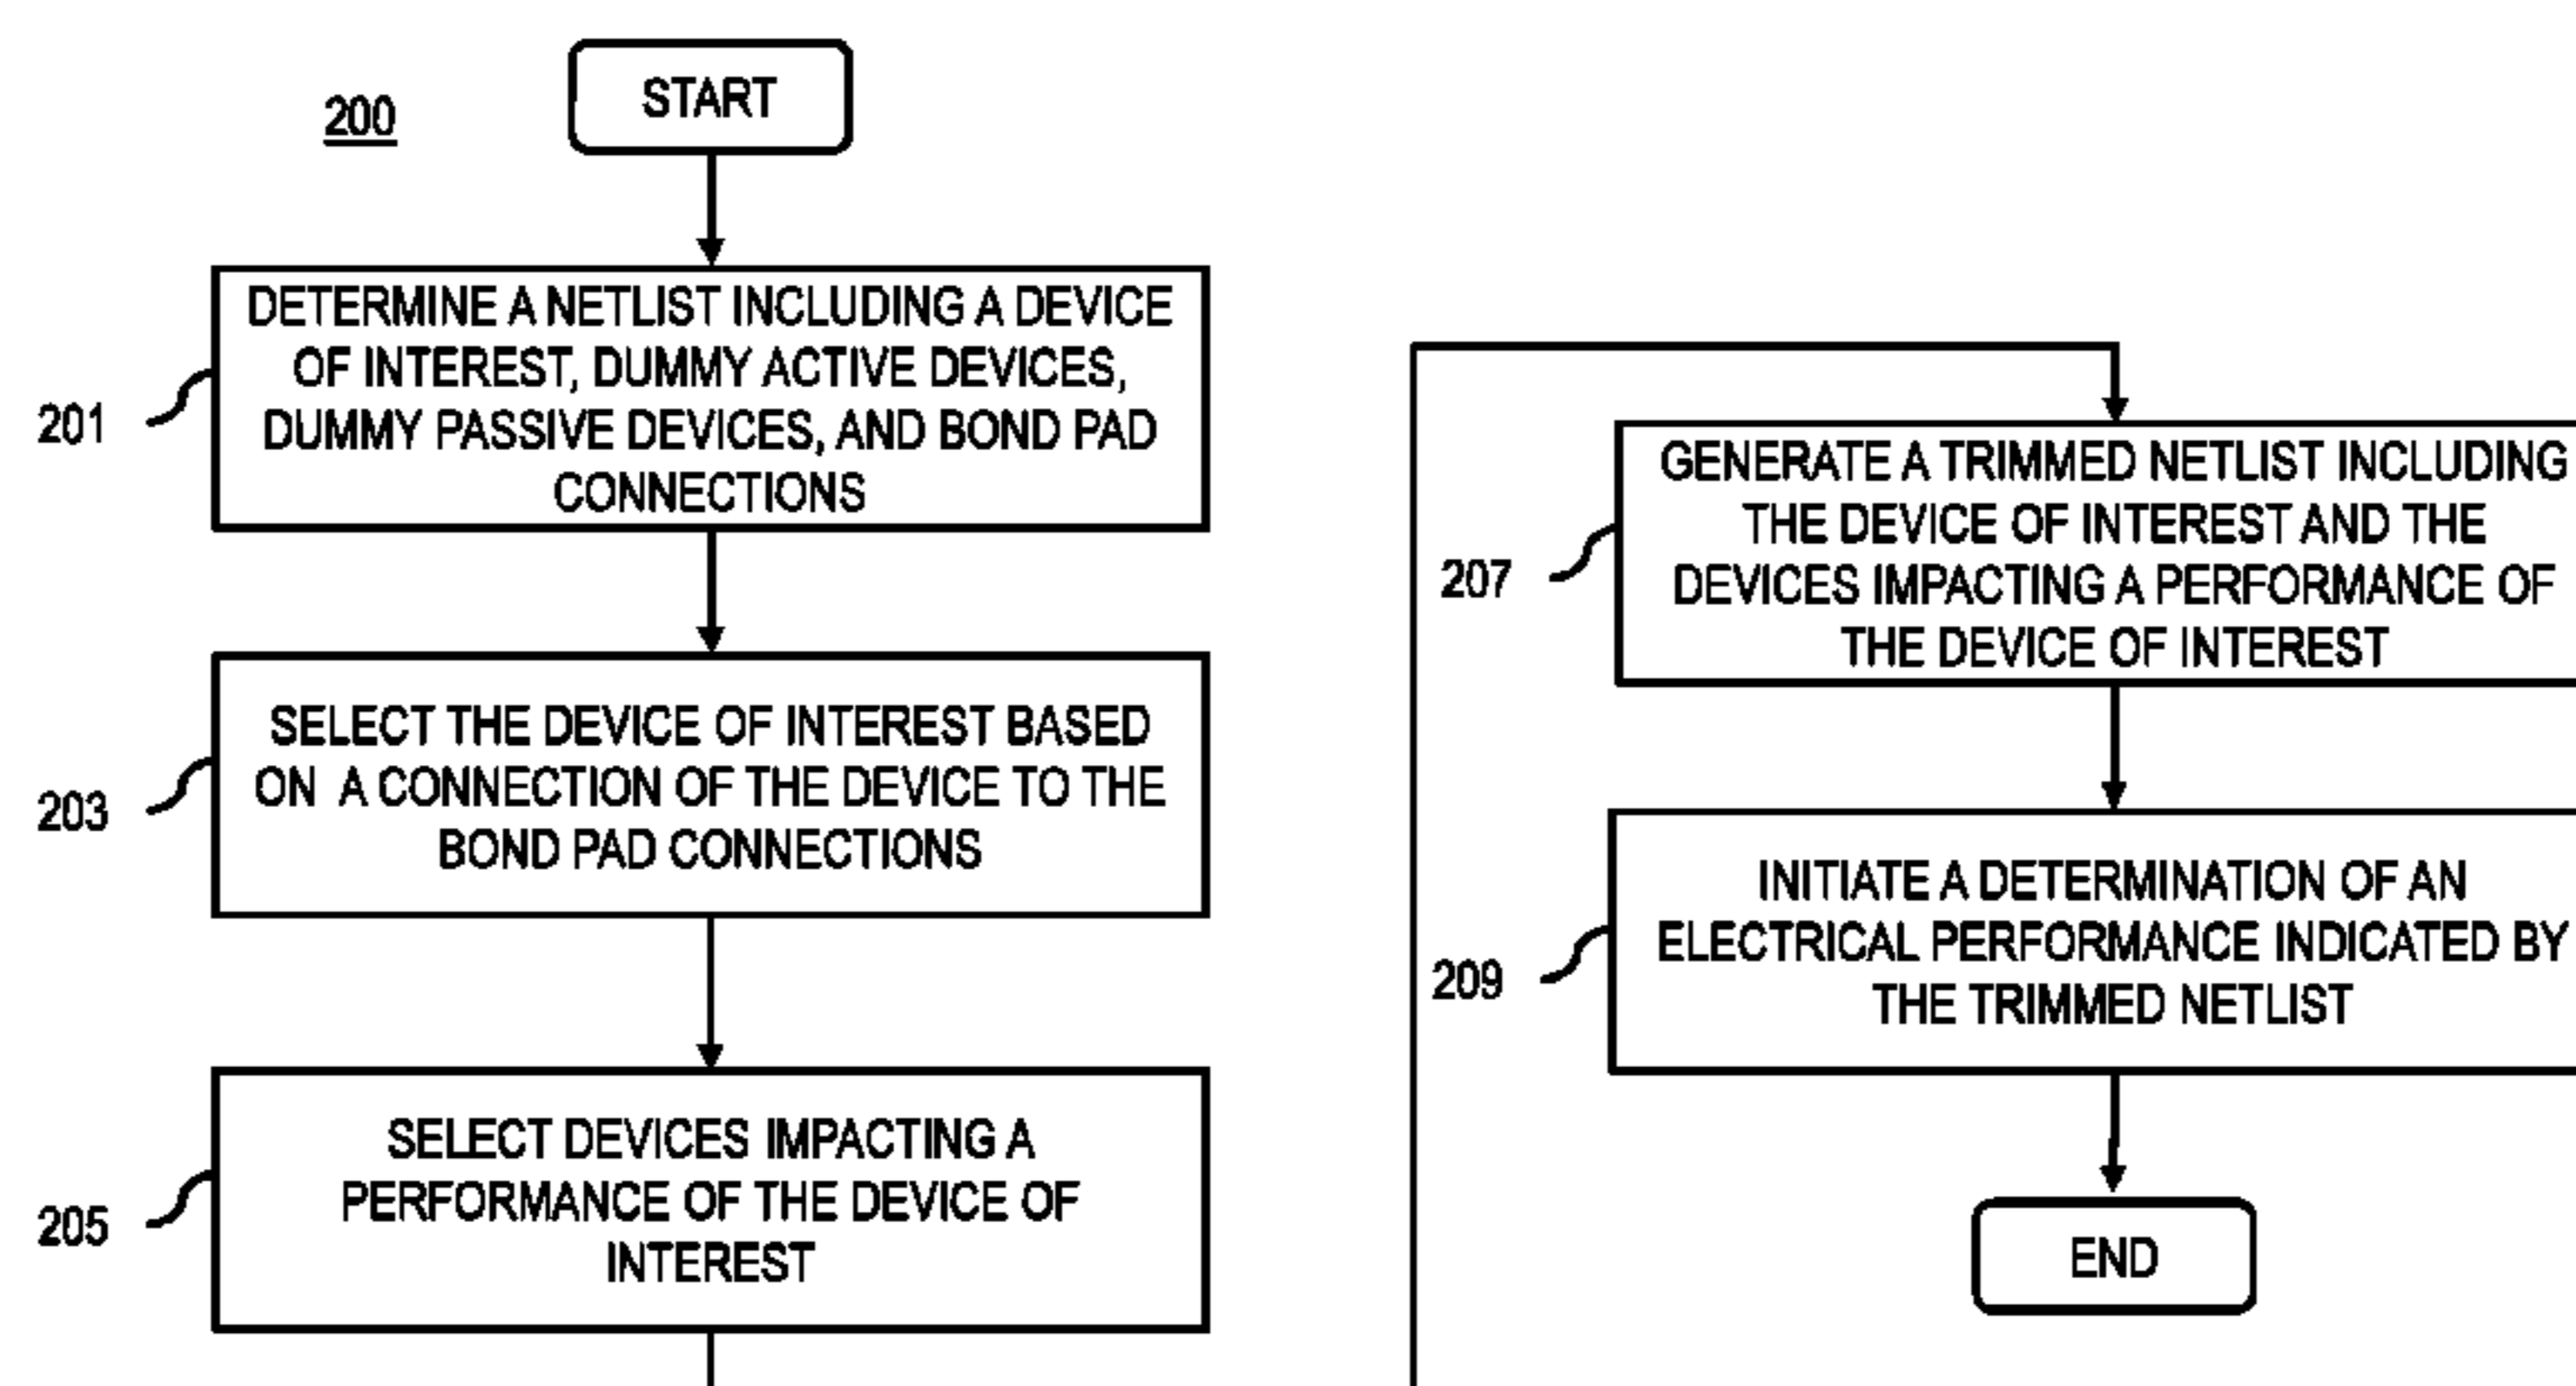 200
START
201
DETERMINE A NETLIST INCLUDING A DEVICE
OF INTEREST, DUMMY ACTIVE DEVICES,
DUMMY PASSIVE DEVICES, AND BOND PAD
CONNECTIONS
203
SELECT THE DEVICE OF INTEREST BASED
ON A CONNECTION OF THE DEVICE TO THE
BOND PAD CONNECTIONS
205
SELECT DEVICES IMPACTING A
PERFORMANCE OF THE DEVICE OF
INTEREST
207
GENERATE A TRIMMED NETLIST INCLUDING
THE DEVICE OF INTEREST AND THE
DEVICES IMPACTING A PERFORMANCE OF
THE DEVICE OF INTEREST
209
INITIATE A DETERMINATION OF AN
ELECTRICAL PERFORMANCE INDICATED BY
THE TRIMMED NETLIST
END